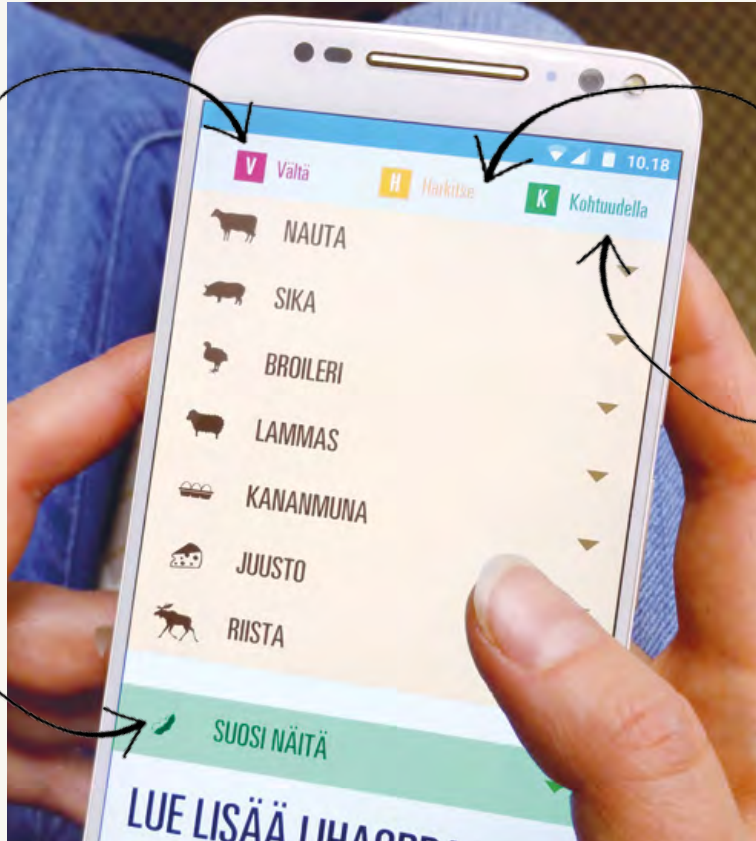 10.18
V Vältä H Harkitse K Kohtuudella
NAUTA
SIKA
BROILERI
LAMMAS
KANANMUNA
JUUSTO
RIISTA
SUOSI NÄITÄ
LUE LISÄÄ